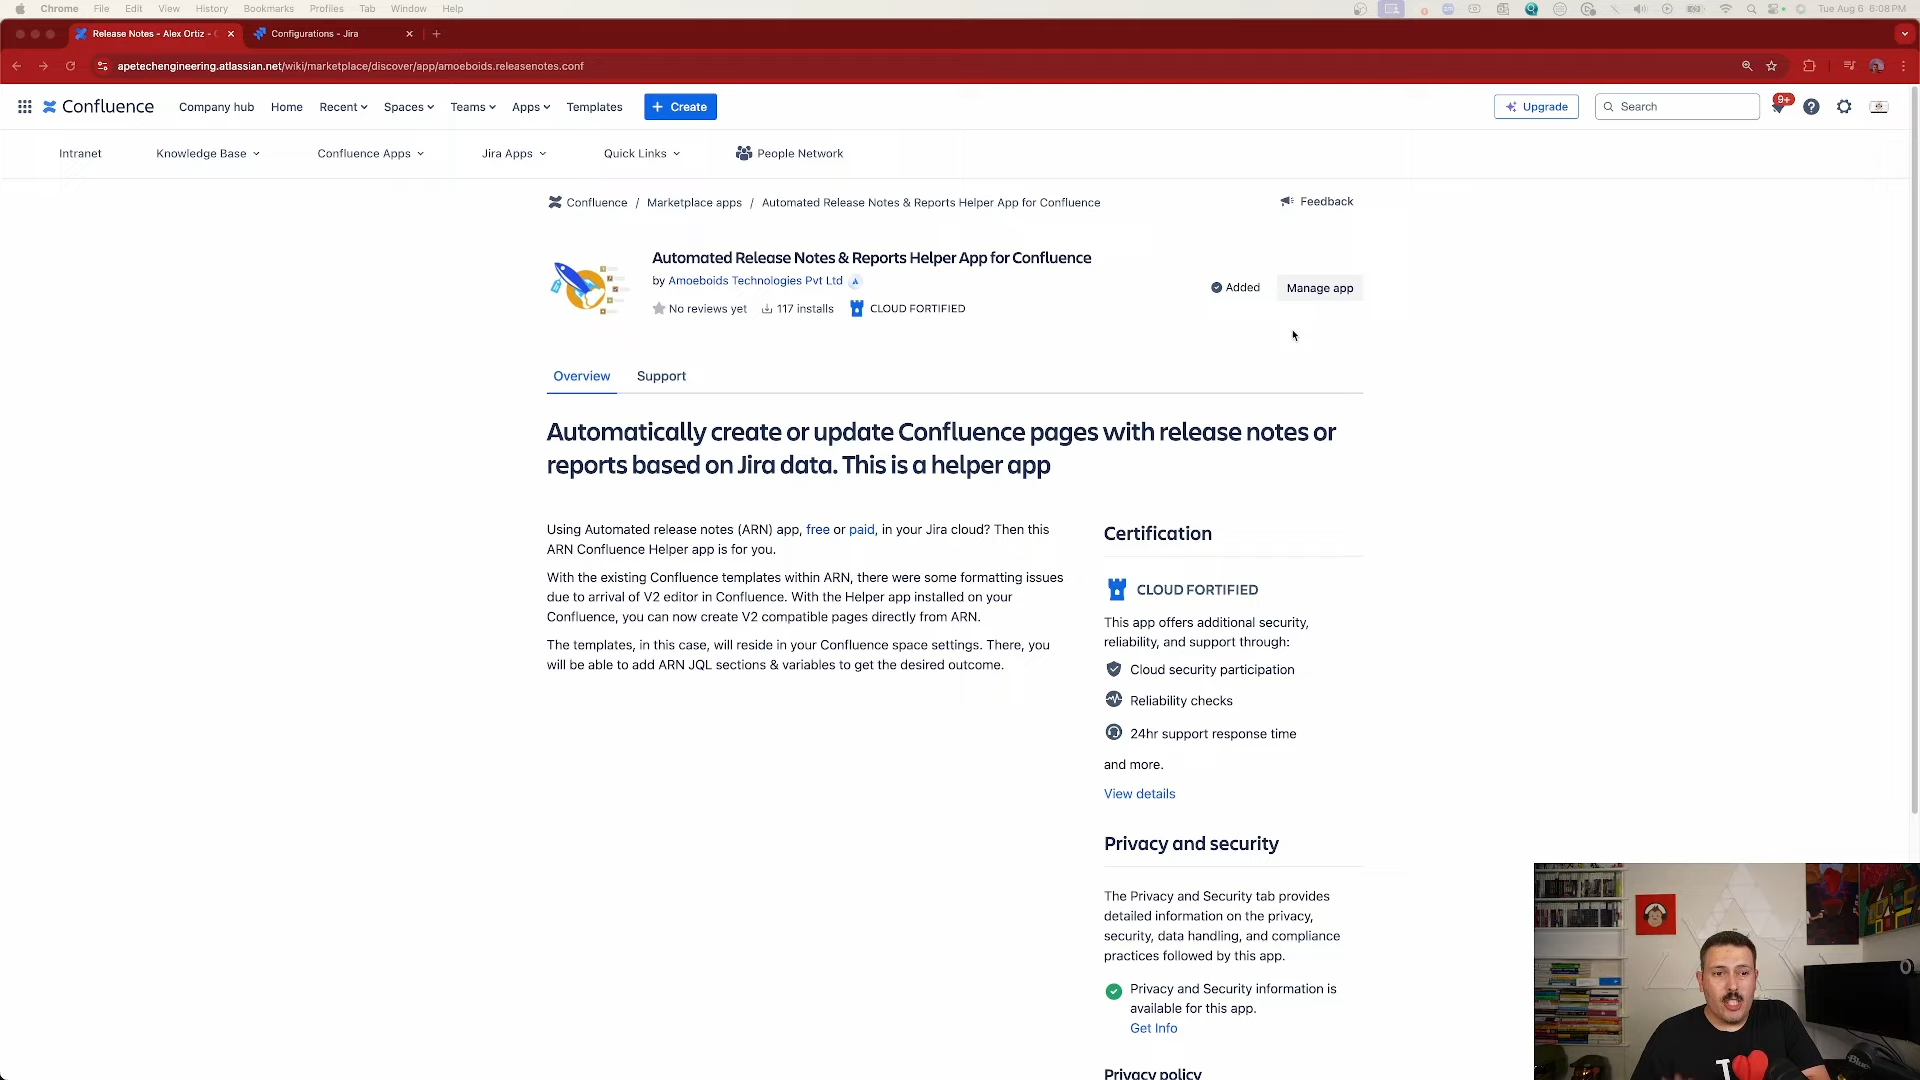 Chrome File Edit View History Bookmarks Profiles Tab Window Help Tue Aug 6 6:08 PM
Release Notes - Alex Ortiz - Configurations - Jira
apetechengineering.atlassian.net/wiki/marketplace/discover/app/amoeboids.releasenotes.conf
Confluence Company hub Home Recent Spaces Teams Apps Templates + Create Upgrade Search 9+
Intranet Knowledge Base Confluence Apps Jira Apps Quick Links People Network
Confluence / Marketplace apps / Automated Release Notes & Reports Helper App for Confluence Feedback
Automated Release Notes & Reports Helper App for Confluence
by Amoeboids Technologies Pvt Ltd
Added Manage app
No reviews yet 117 installs CLOUD FORTIFIED
Overview Support
Automatically create or update Confluence pages with release notes or
reports based on Jira data. This is a helper app
Using Automated release notes (ARN) app, free or paid, in your Jira cloud? Then this
ARN Confluence Helper app is for you.
With the existing Confluence templates within ARN, there were some formatting issues
due to arrival of V2 editor in Confluence. With the Helper app installed on your
Confluence, you can now create V2 compatible pages directly from ARN.
The templates, in this case, will reside in your Confluence space settings. There, you
will be able to add ARN JQL sections & variables to get the desired outcome.
Certification
CLOUD FORTIFIED
This app offers additional security,
reliability, and support through:
Cloud security participation
Reliability checks
24hr support response time
and more.
View details
Privacy and security
The Privacy and Security tab provides
detailed information on the privacy,
security, data handling, and compliance
practices followed by this app.
Privacy and Security information is
available for this app.
Get Info
Privacy policy
I
Blue